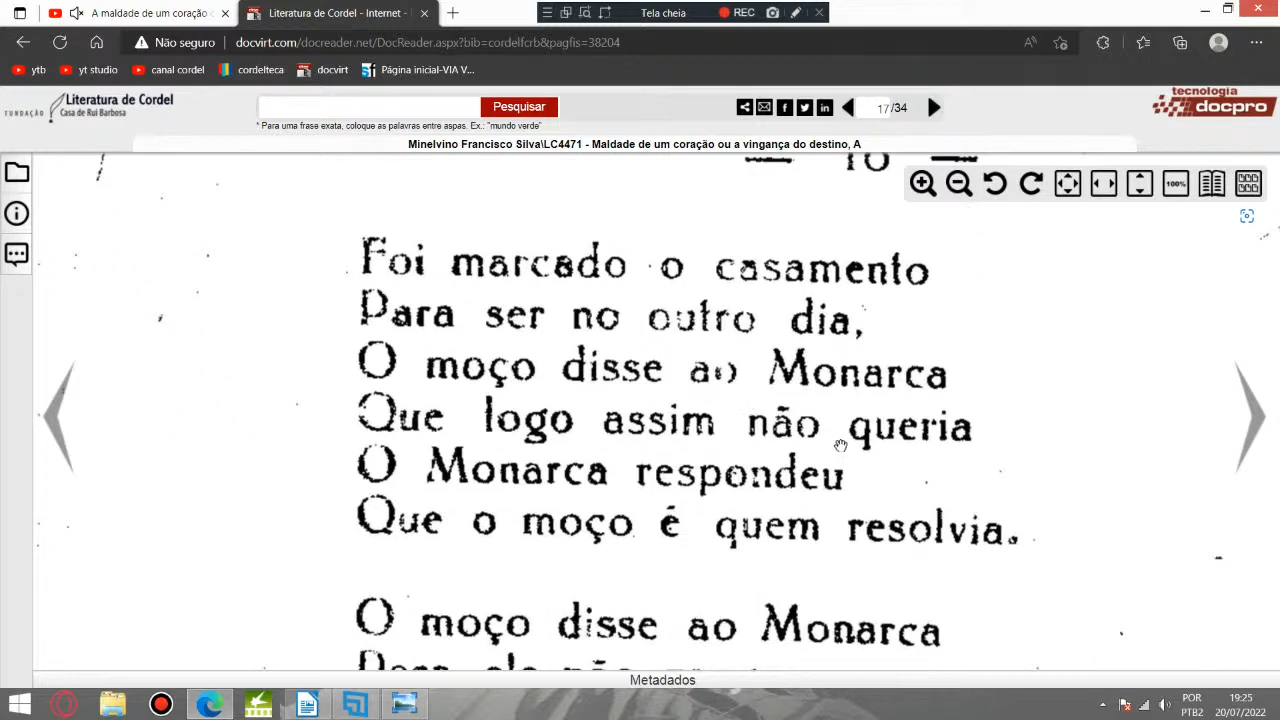 A maldade de um coração d
Literatura de Cordel - Internet -
Tela cheia
REC
Não seguro
docvirt.com/docreader.net/DocReader.aspx?bib=cordelfcrb&pagfis=38204
ytb
yt studio
canal cordel
cordelteca
docvirt
Página inicial-VIA V...
FUNDAÇÃO
Literatura de Cordel
Casa de Rui Barbosa
Pesquisar
17 /34
tecnologia
docpro
* Para uma frase exata, coloque as palavras entre aspas. Ex.: "mundo verde"
Minelvino Francisco Silva\LC4471 - Maldade de um coração ou a vingança do destino, A
100%
Foi marcado o casamento
Para ser no outro dia,
O moço disse ao Monarca
Que logo assim não queria
O Monarca respondeu
Que o moço é quem resolvia.
O moço disse ao Monarca
Metadados
POR
PTB2
19:25
20/07/2022